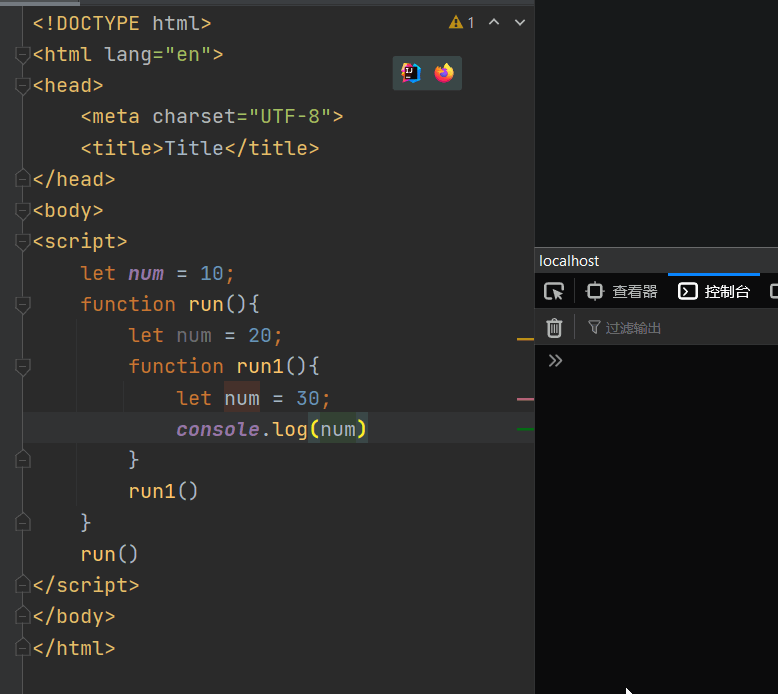 <!DOCTYPE html>
<html lang="en">
<head>
    <meta charset="UTF-8">
    <title>Title</title>
</head>
<body>
<script>
    let num = 10;
    function run(){
        let num = 20;
        function run1(){
            let num = 30;
            console.log(num)
        }
        run1()
    }
    run()
</script>
</body>
</html>
1
localhost
查看器 控制台
过滤输出